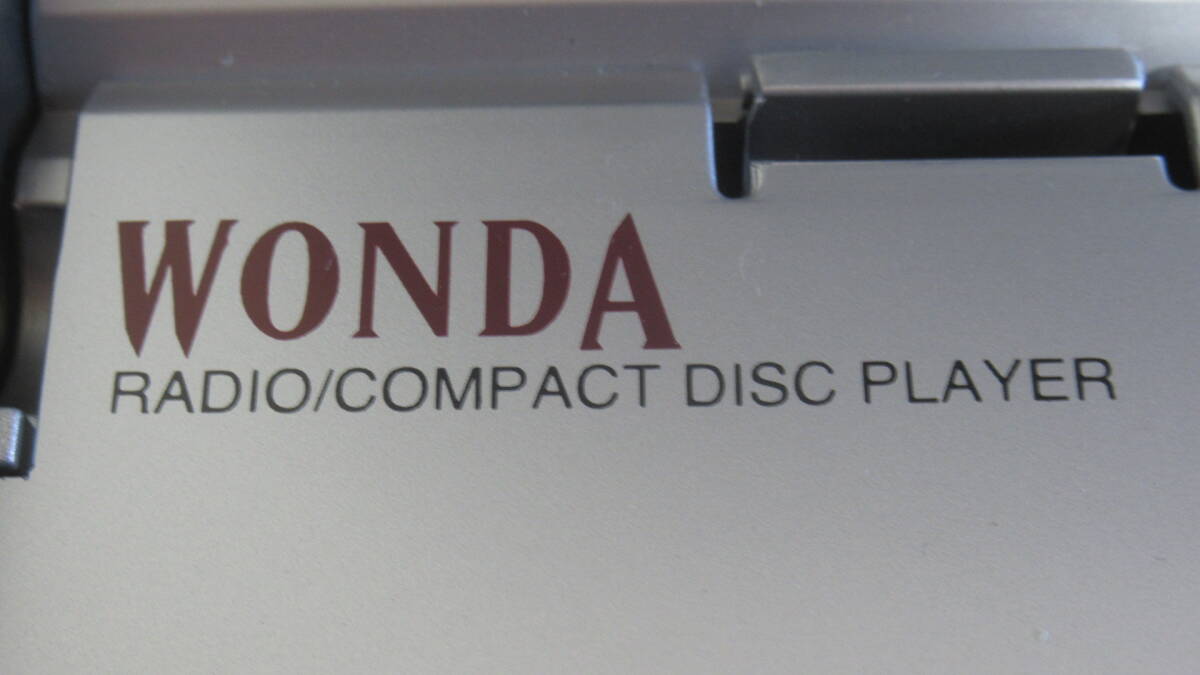 WONDA
RADIO/COMPACT DISC PLAYER